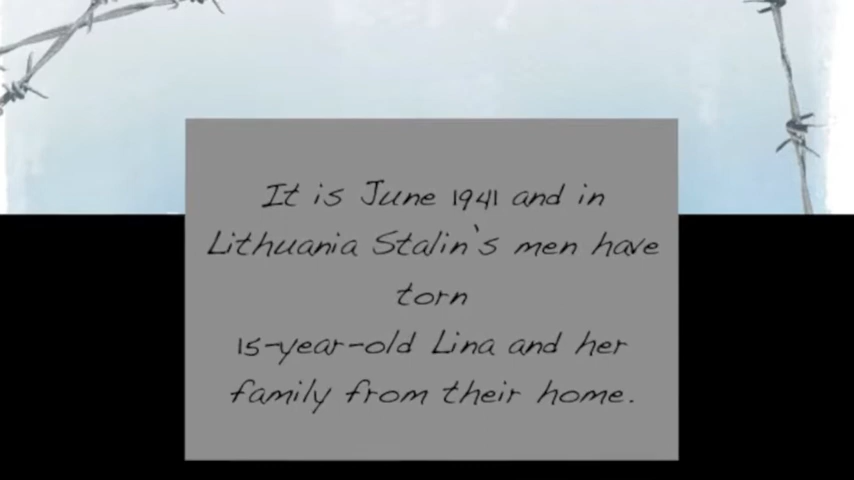 It is June 1941 and in
Lithuania Stalin's men have
torn
15-year-old Lina and her
family from their home.